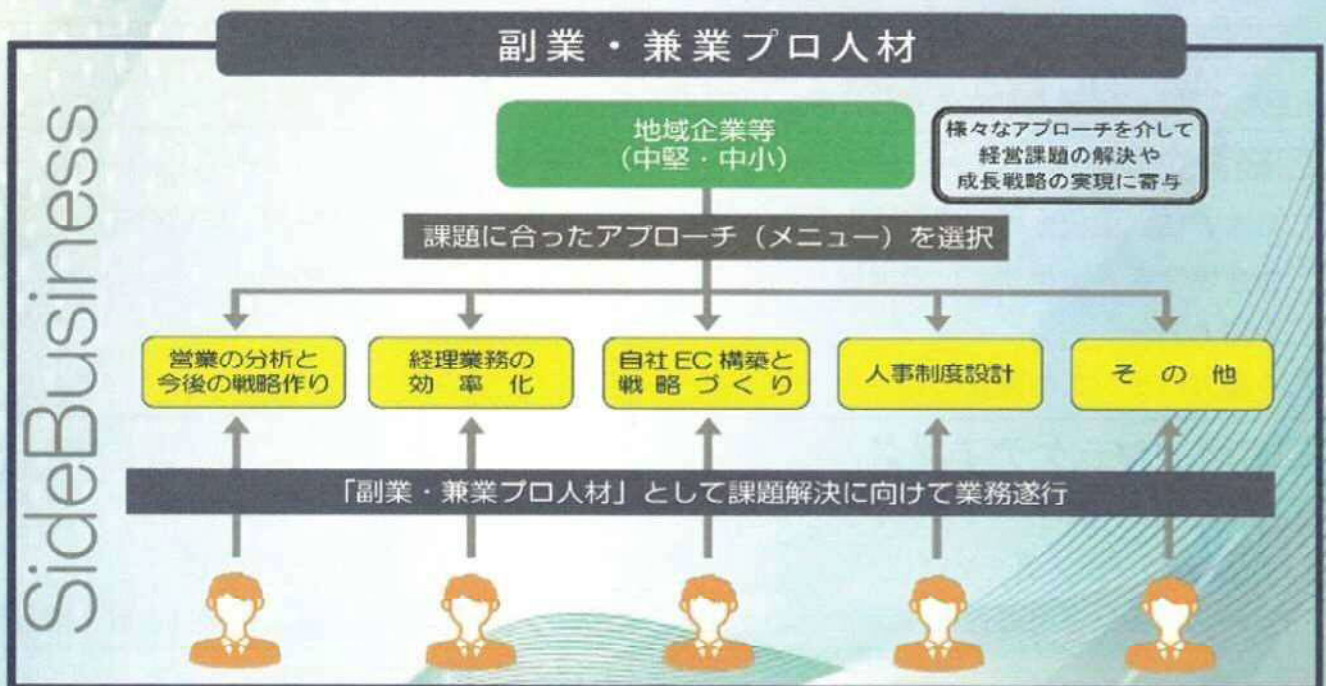 副業・兼業プロ人材
SideBusiness
地域企業等
(中堅・中小)
様々なアプローチを介して
経営課題の解決や
成長戦略の実現に寄与
課題に合ったアプローチ（メニュー）を選択
営業の分析と
今後の戦略作り
経理業務の
効率化
自社EC構築と
戦略づくり
人事制度設計
その他
「副業・兼業プロ人材」として課題解決に向けて業務遂行